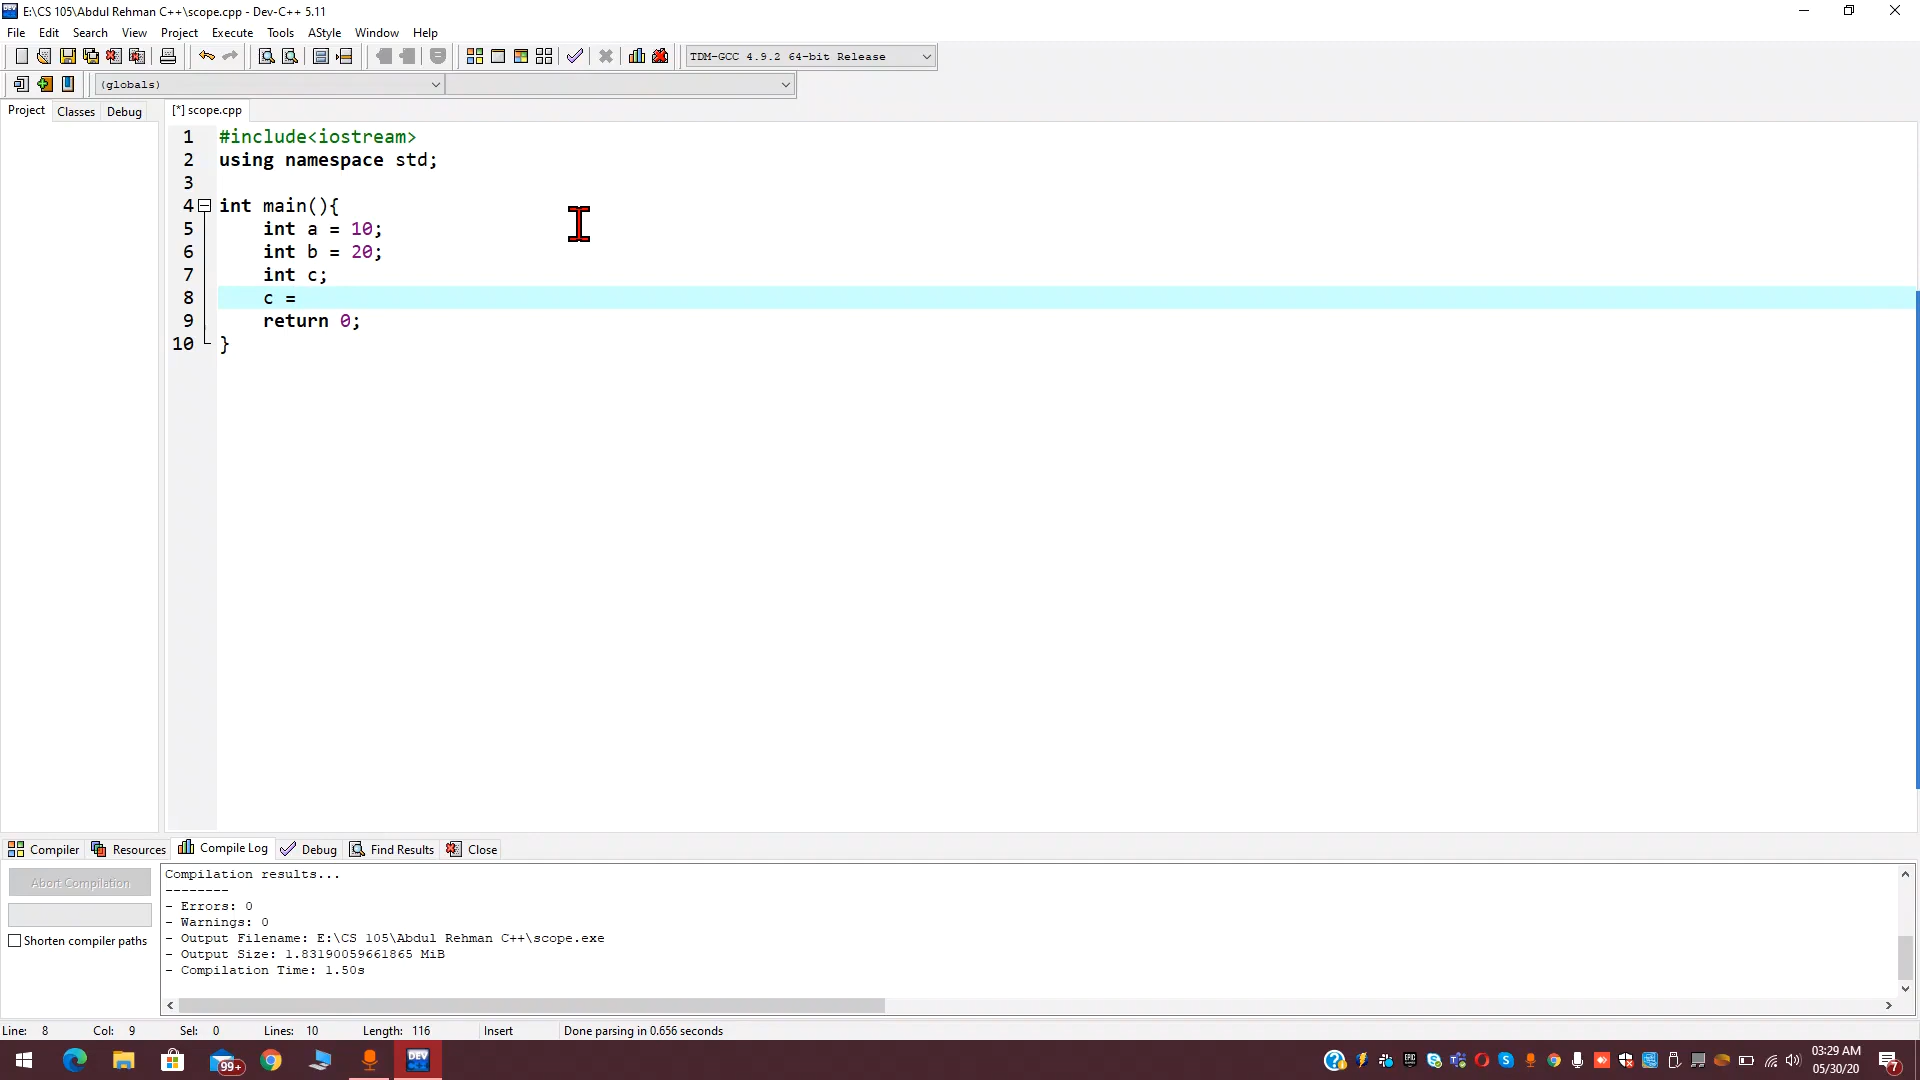 E:\CS 105\Abdul Rehman C++\scope.cpp - Dev-C++ 5.11
File Edit Search View Project Execute Tools AStyle Window Help
TDM-GCC 4.9.2 64-bit Release
(globals)
Project Classes Debug [*] scope.cpp
1 #include<iostream>
2 using namespace std;
3
4 int main(){
5 int a = 10;
6 int b = 20;
7 int c;
8 c =
9 return 0;
10 }
Compiler Resources Compile Log Debug Find Results Close
Abort Compilation
Shorten compiler paths
Compilation results...
--------
- Errors: 0
- Warnings: 0
- Output Filename: E:\CS 105\Abdul Rehman C++\scope.exe
- Output Size: 1.83190059661865 MiB
- Compilation Time: 1.50s
Line: 8 Col: 9 Sel: 0 Lines: 10 Length: 116 Insert Done parsing in 0.656 seconds
99+
DEV
03:29 AM
05/30/20
7